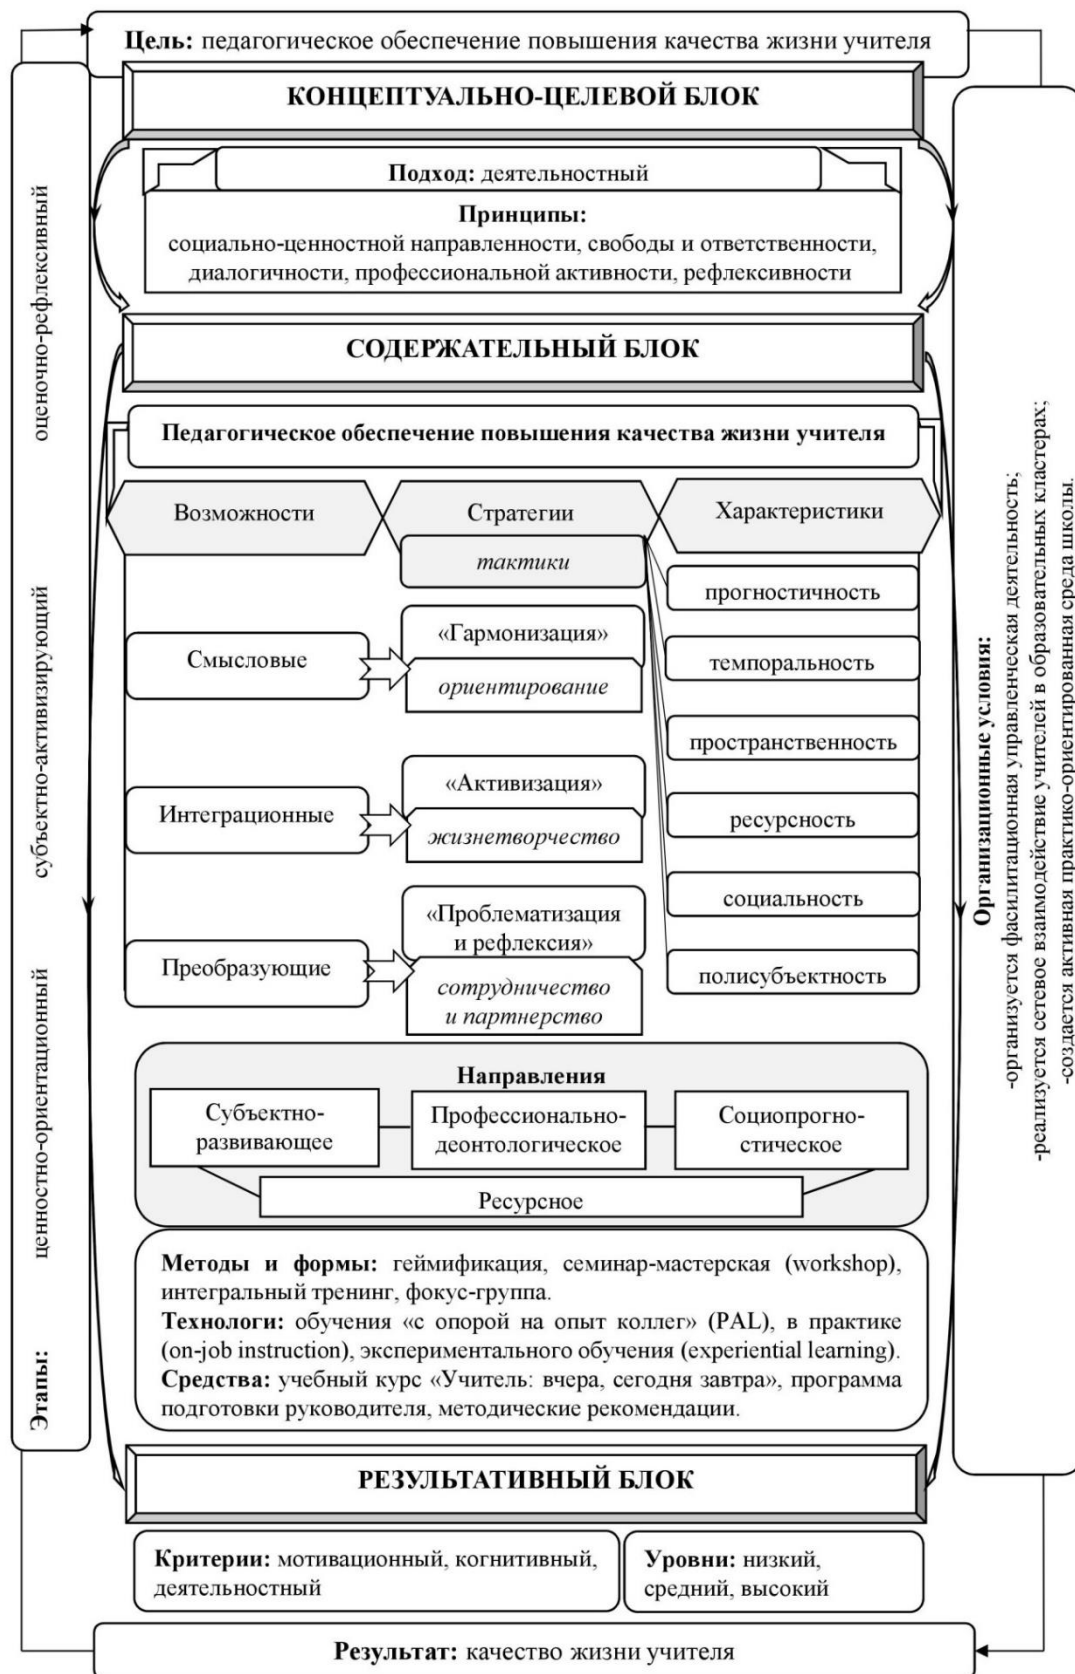 Цель: педагогическое обеспечение повышения качества жизни учителя
КОНЦЕПТУАЛЬНО-ЦЕЛЕВОЙ БЛОК
Подход: деятельностный
Принципы:
социально-ценностной направленности, свободы и ответственности,
диалогичности, профессиональной активности, рефлексивности
СОДЕРЖАТЕЛЬНЫЙ БЛОК
Педагогическое обеспечение повышения качества жизни учителя
Возможности
Стратегии
Характеристики
тактики
Смысловые
«Гармонизация»
ориентирование
Интеграционные
«Активизация»
жизнетворчество
Преобразующие
«Проблематизация
и рефлексия»
сотрудничество
и партнерство
прогностичность
темпоральность
пространственность
ресурсность
социальность
полисубъектность
Направления
Субъектно-
развивающее
Профессионально-
деонтологическое
Социопрогно-
стическое
Ресурсное
Методы и формы: геймификация, семинар-мастерская (workshop),
интегральный тренинг, фокус-группа.
Технологи: обучения «с опорой на опыт коллег» (PAL), в практике
(on-job instruction), экспериментального обучения (experiential learning).
Средства: учебный курс «Учитель: вчера, сегодня завтра», программа
подготовки руководителя, методические рекомендации.
РЕЗУЛЬТАТИВНЫЙ БЛОК
Критерии: мотивационный, когнитивный,
деятельностный
Уровни: низкий,
средний, высокий
Результат: качество жизни учителя
Этапы: ценностно-ориентационный субъектно-активизирующий оценочно-рефлексивный
Организационные условия:
-организуется фасилитационная управленческая деятельность;
-реализуется сетевое взаимодействие учителей в образовательных кластерах;
-создается активная практико-ориентированная среда школы.